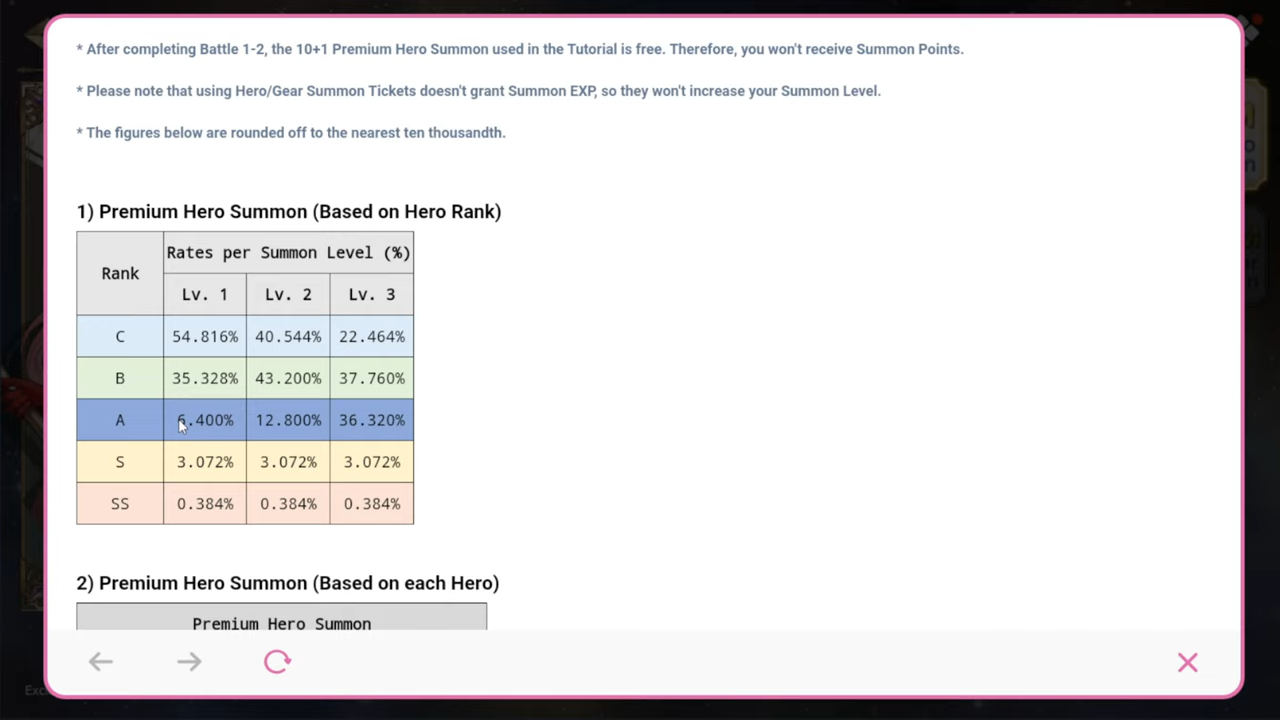 * After completing Battle 1-2, the 10+1 Premium Hero Summon used in the Tutorial is free. Therefore, you won't receive Summon Points.
* Please note that using Hero/Gear Summon Tickets doesn't grant Summon EXP, so they won't increase your Summon Level.
* The figures below are rounded off to the nearest ten thousandth.
1) Premium Hero Summon (Based on Hero Rank)
Rank Rates per Summon Level (%)
Lv. 1 Lv. 2 Lv. 3
C 54.816% 40.544% 22.464%
B 35.328% 43.200% 37.760%
A 6.400% 12.800% 36.320%
S 3.072% 3.072% 3.072%
SS 0.384% 0.384% 0.384%
2) Premium Hero Summon (Based on each Hero)
Premium Hero Summon